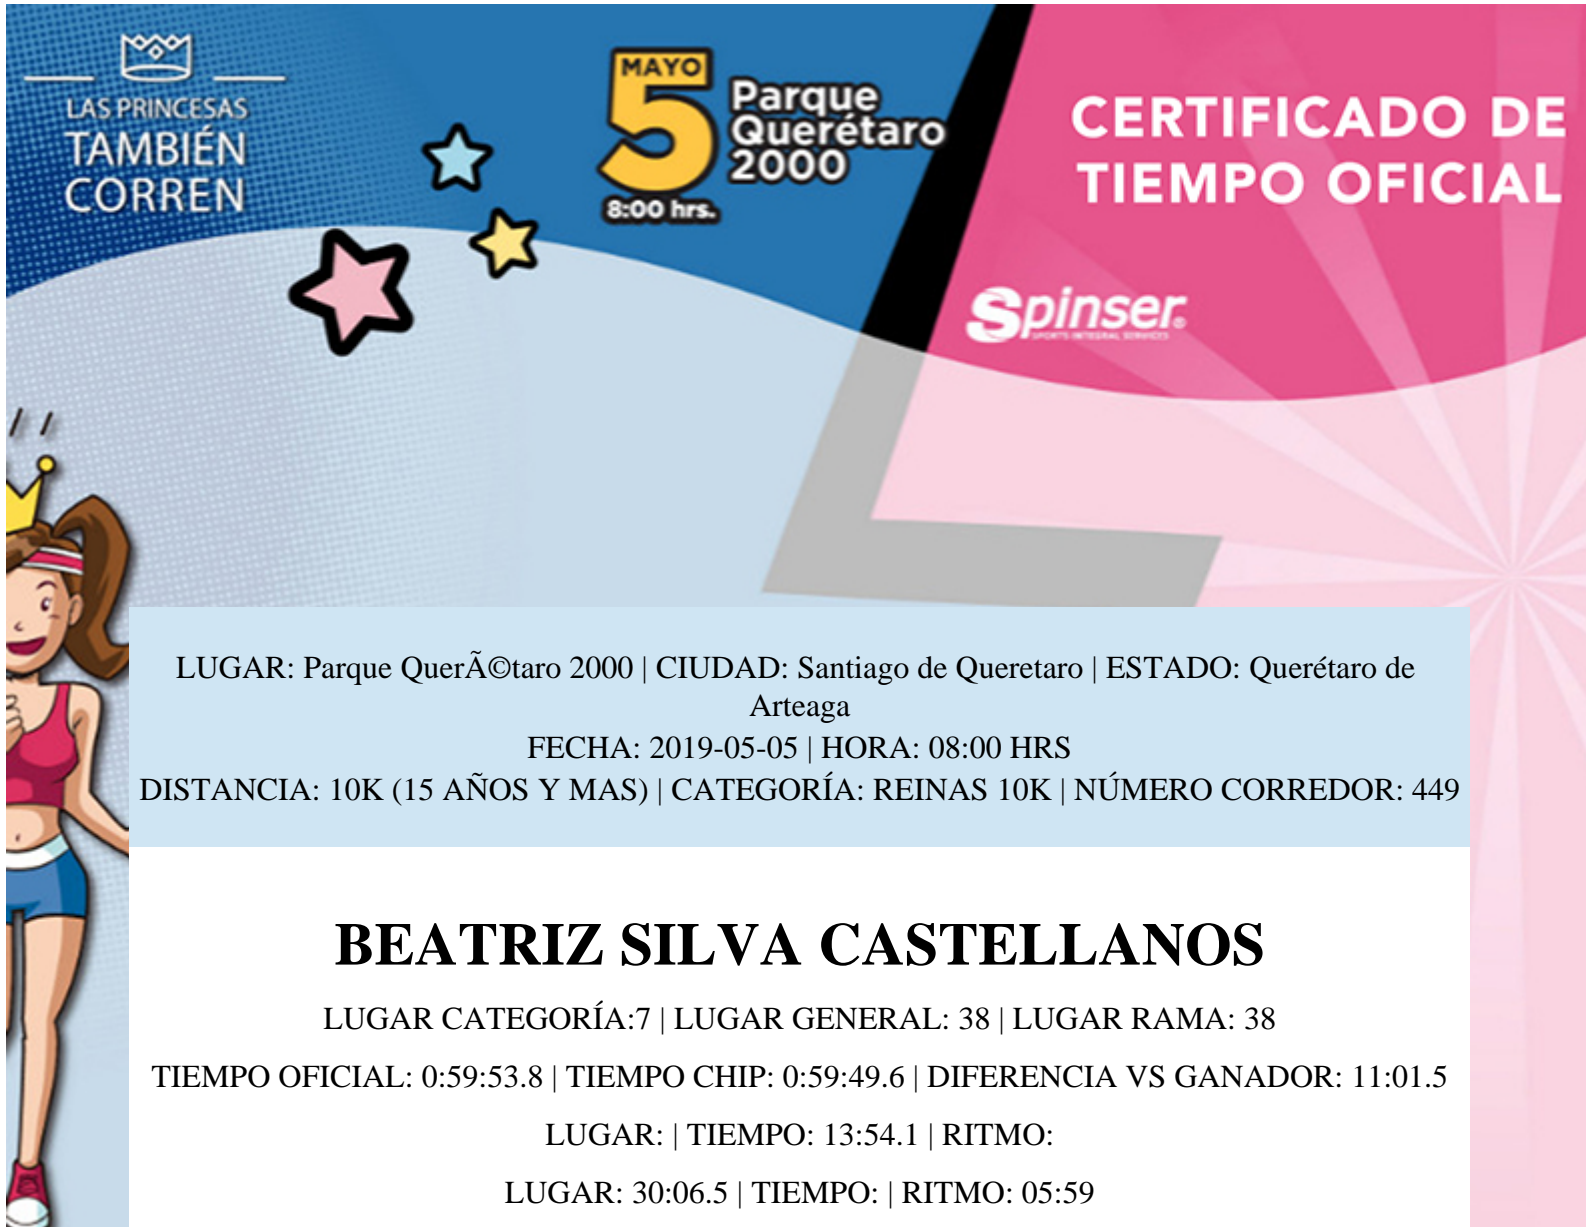 LAS PRINCESAS
TAMBIÉN
CORREN
MAYO
5
8:00 hrs.
Parque
Querétaro
2000
CERTIFICADO DE
TIEMPO OFICIAL
Spinser®
SPORTS INTEGRAL SERVICES
LUGAR: Parque QuerÃ©taro 2000 | CIUDAD: Santiago de Queretaro | ESTADO: Querétaro de
Arteaga
FECHA: 2019-05-05 | HORA: 08:00 HRS
DISTANCIA: 10K (15 AÑOS Y MAS) | CATEGORÍA: REINAS 10K | NÚMERO CORREDOR: 449
BEATRIZ SILVA CASTELLANOS
LUGAR CATEGORÍA:7 | LUGAR GENERAL: 38 | LUGAR RAMA: 38
TIEMPO OFICIAL: 0:59:53.8 | TIEMPO CHIP: 0:59:49.6 | DIFERENCIA VS GANADOR: 11:01.5
LUGAR: | TIEMPO: 13:54.1 | RITMO:
LUGAR: 30:06.5 | TIEMPO: | RITMO: 05:59